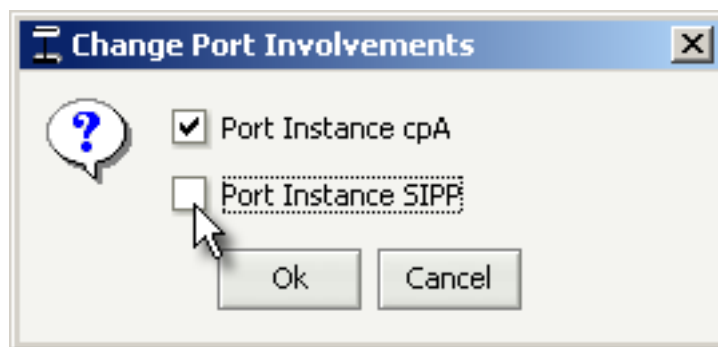 Change Port Involvements
Port Instance cpA
Port Instance SIPP
Ok Cancel